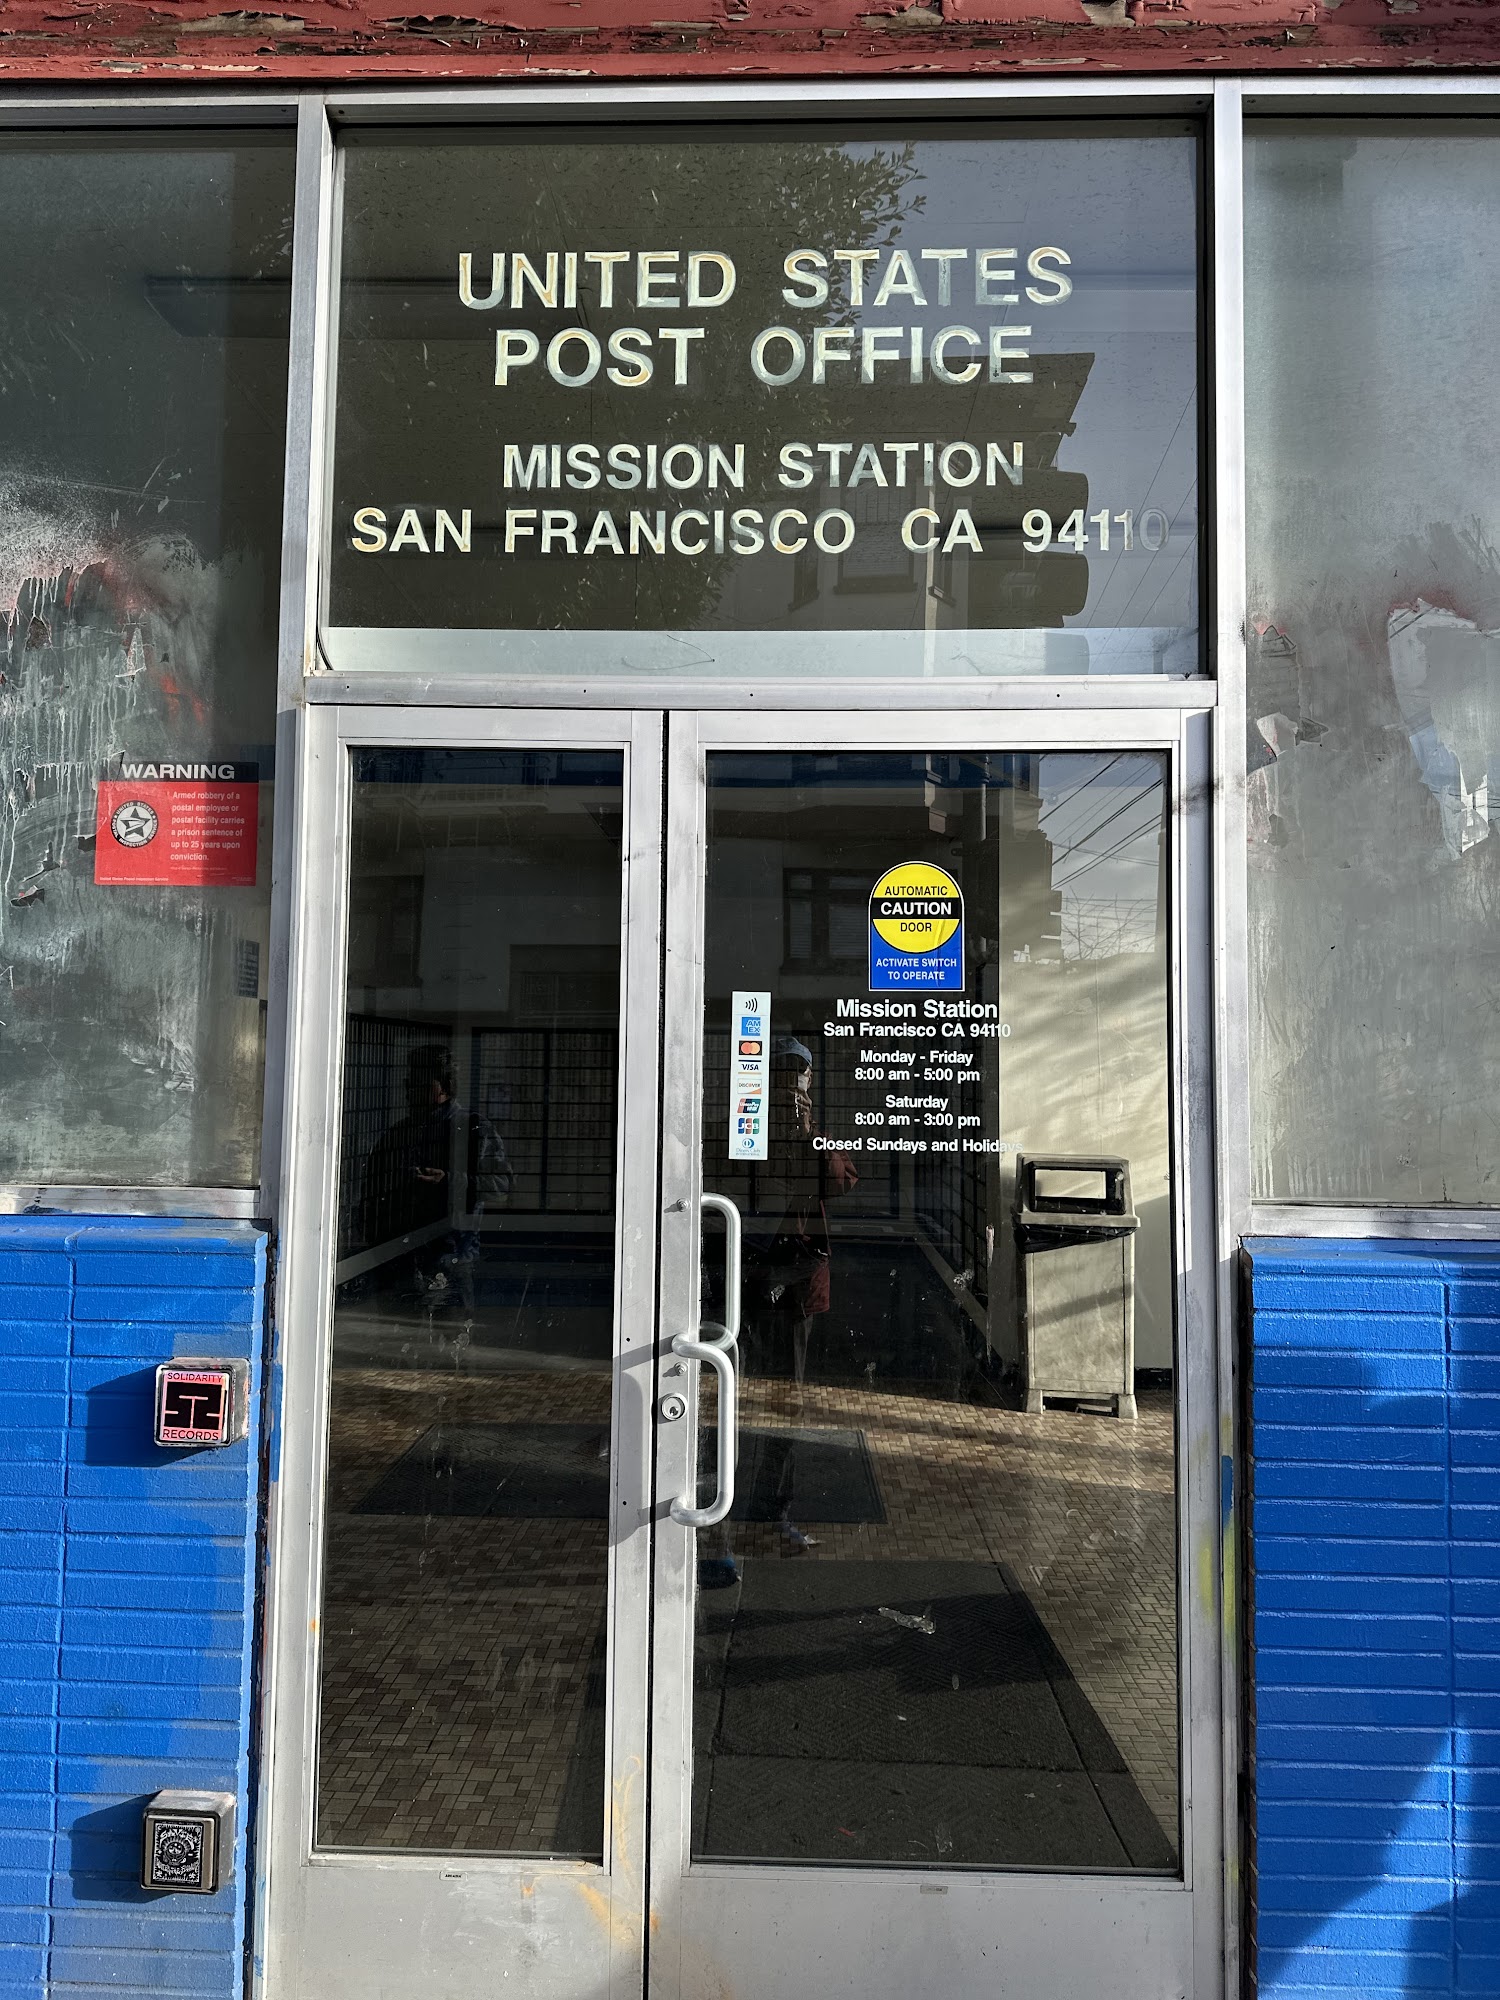 UNITED STATES
POST OFFICE
MISSION STATION
SAN FRANCISCO CA 94110
WARNING
Armed robbery of a
postal employee or
postal facility carries
a prison sentence of
up to 25 years upon
conviction.
AUTOMATIC
CAUTION
DOOR
ACTIVATE SWITCH
TO OPERATE
Mission Station
San Francisco CA 94110
Monday - Friday
8:00 am - 5:00 pm
Saturday
8:00 am - 3:00 pm
Closed Sundays and Holidays
AM
EX
VISA
DISCOVER
JCB
SOLIDARITY
RECORDS